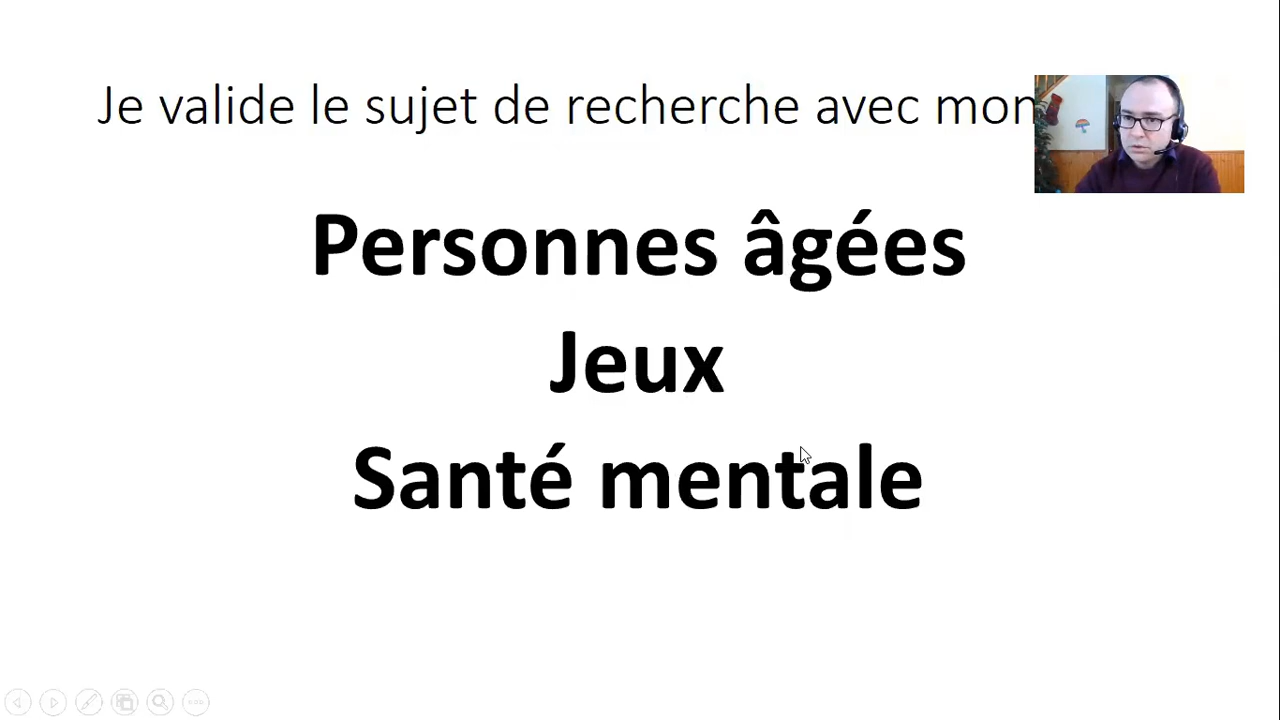 Je valide le sujet de recherche avec mon
Personnes âgées
Jeux
Santé mentale